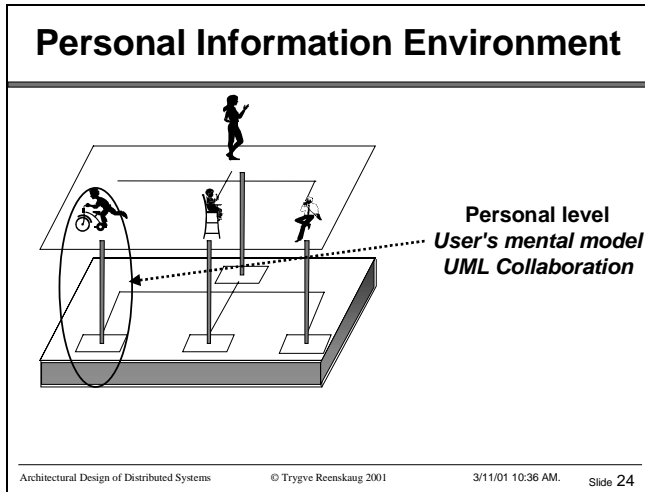 Personal Information Environment
Personal level
User's mental model
UML Collaboration
Architectural Design of Distributed Systems © Trygve Reenskaug 2001 3/11/01 10:36 AM. Slide 24